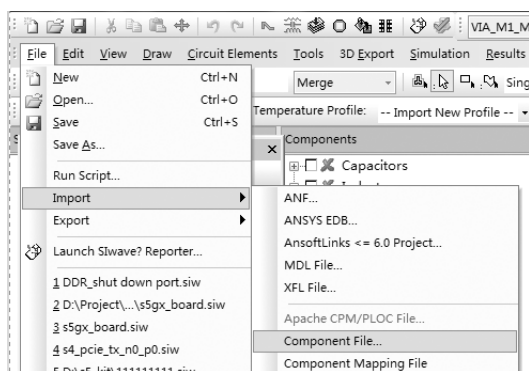 VIA_M1_M
File Edit View Draw Circuit Elements Tools 3D Export Simulation Results
New Ctrl+N
Open... Ctrl+O
Save Ctrl+S
Save As...
Run Script...
Import
Export
Launch SIwave? Reporter...
1 DDR_shut down port.siw
2 D:\Project\...\s5gx_board.siw
3 s5gx_board.siw
4 s4_pcie_tx_n0_p0.siw
Merge
Sing
Temperature Profile: -- Import New Profile --
Components
Capacitors
ANF...
ANSYS EDB...
AnsoftLinks <= 6.0 Project...
MDL File...
XFL File...
Apache CPM/PLOC File...
Component File...
Component Mapping File